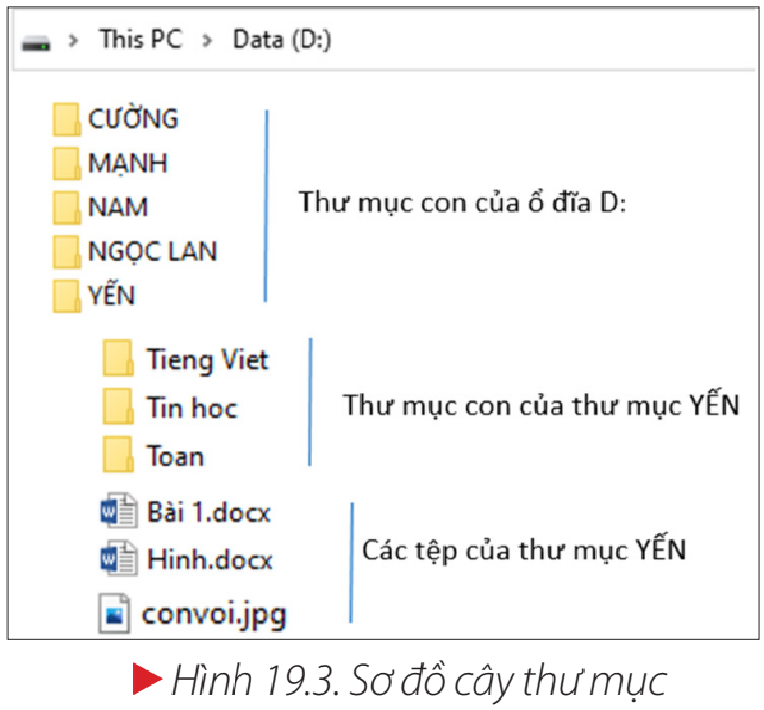 > This PC > Data (D:)
CƯỜNG
MẠNH
NAM
NGỌC LAN
YẾN
Thư mục con của ổ đĩa D:
Tieng Viet
Tin hoc
Toan
Thư mục con của thư mục YẾN
Bài 1.docx
Hinh.docx
convoi.jpg
Các tệp của thư mục YẾN
Hình 19.3. Sơ đồ cây thư mục